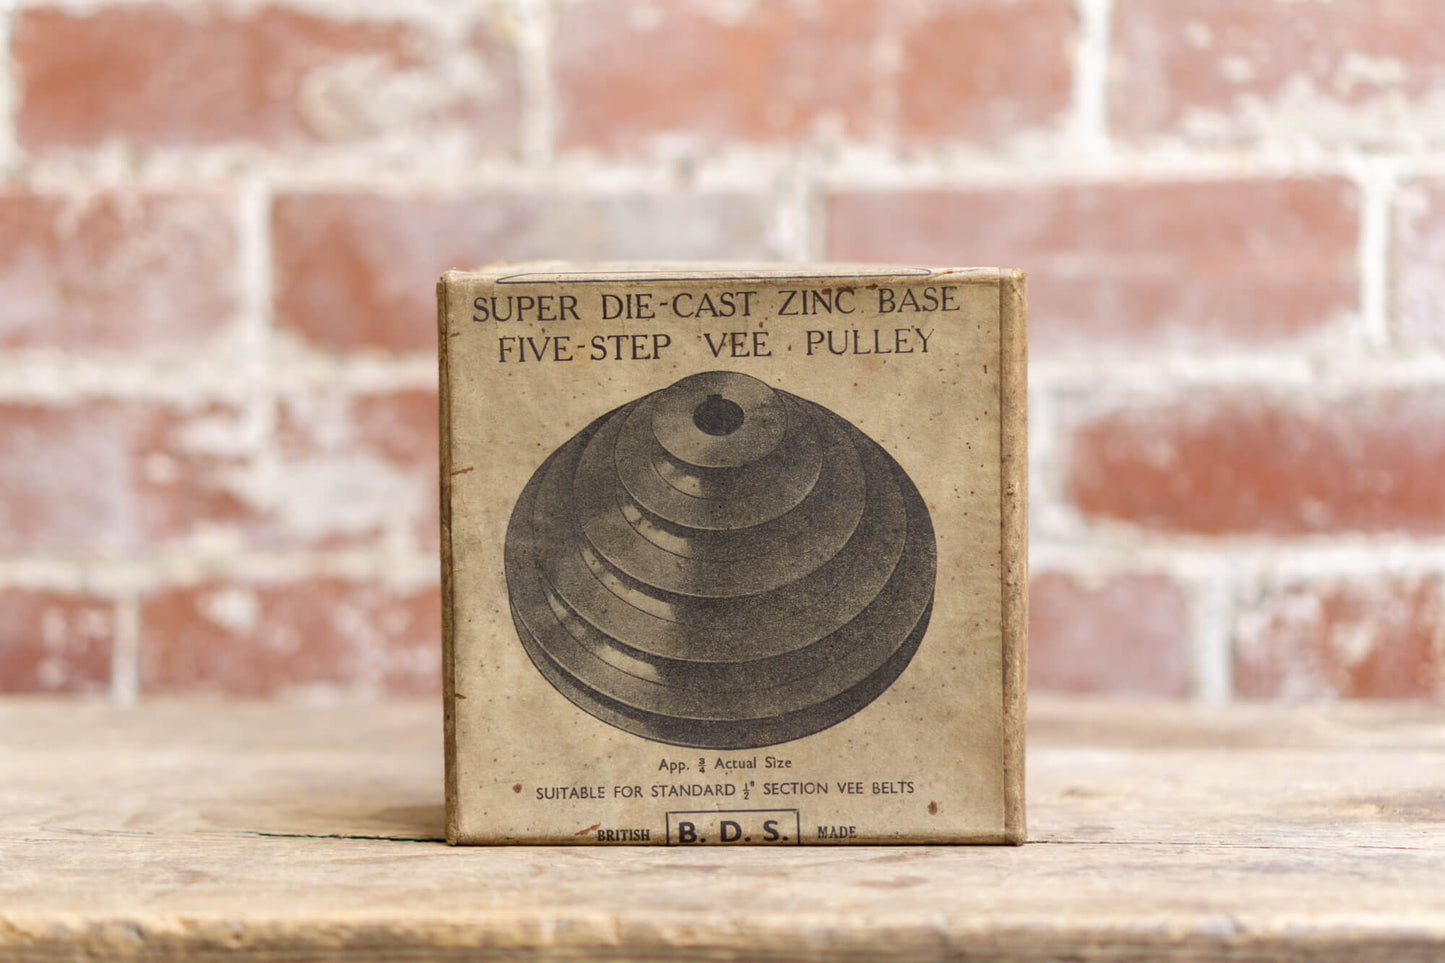 SUPER DIE-CAST ZINC BASE
FIVE-STEP VEE PULLEY
App. ¾ Actual Size
SUITABLE FOR STANDARD ½" SECTION VEE BELTS
BRITISH B. D. S. MADE